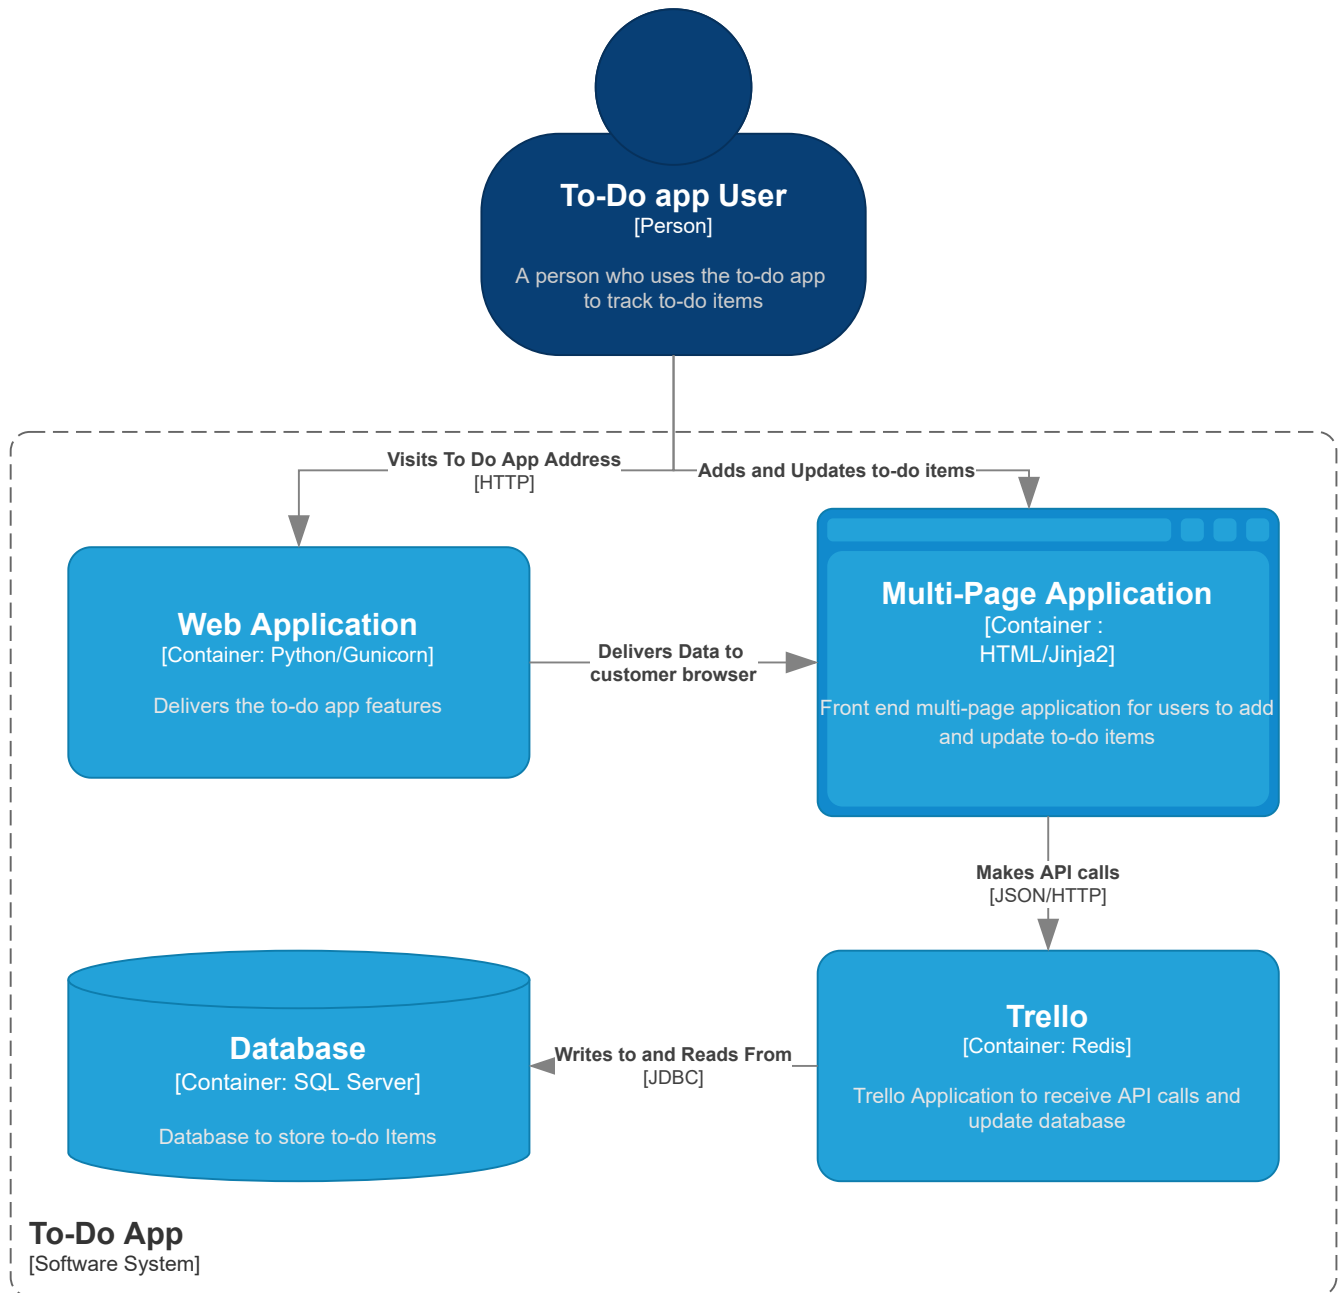 To-Do app User
[Person]
A person who uses the to-do app
to track to-do items
Visits To Do App Address
[HTTP]
Adds and Updates to-do items
Web Application
[Container: Python/Gunicorn]
Delivers the to-do app features
Delivers Data to
customer browser
Multi-Page Application
[Container :
HTML/Jinja2]
Front end multi-page application for users to add
and update to-do items
Makes API calls
[JSON/HTTP]
Database
[Container: SQL Server]
Database to store to-do Items
Writes to and Reads From
[JDBC]
Trello
[Container: Redis]
Trello Application to receive API calls and
update database
To-Do App
[Software System]